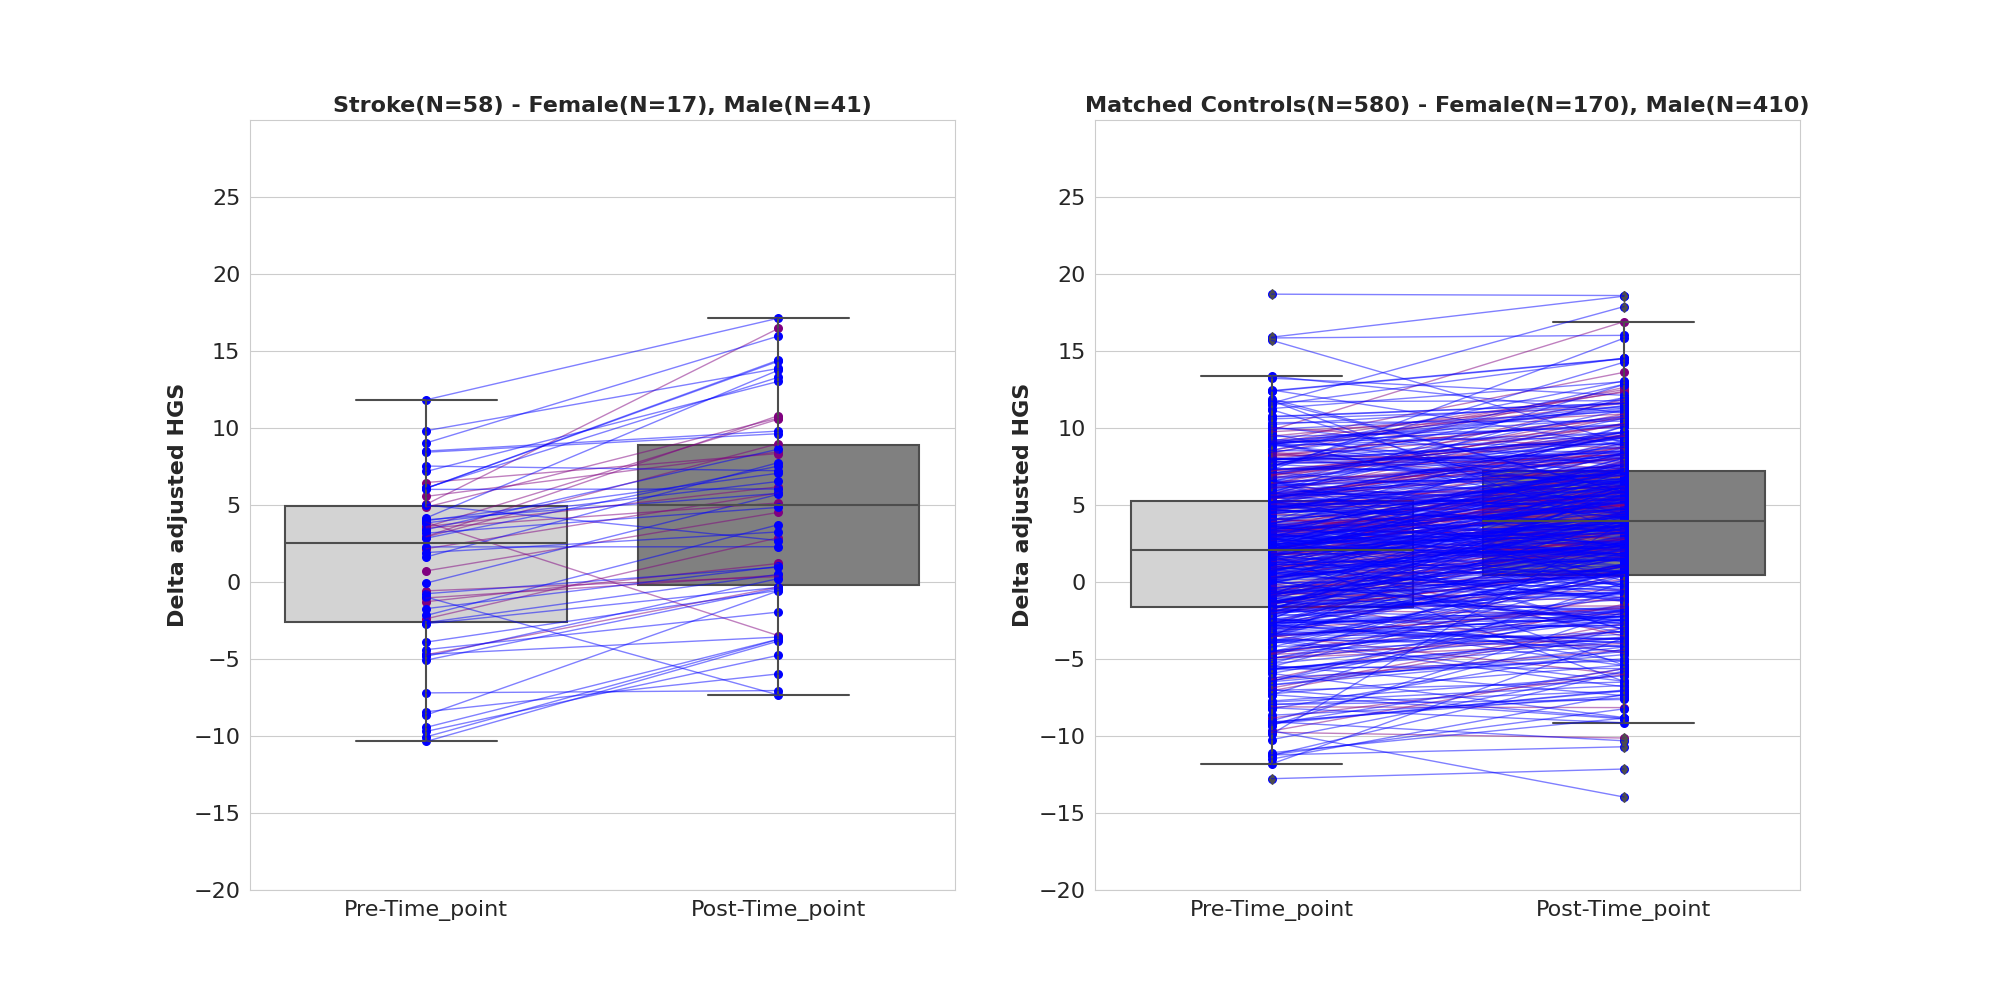 Stroke(N=58) - Female(N=17), Male(N=41)
Delta adjusted HGS
25
20
15
10
5
0
−5
−10
−15
−20
Pre-Time_point
Post-Time_point
Matched Controls(N=580) - Female(N=170), Male(N=410)
Delta adjusted HGS
25
20
15
10
5
0
−5
−10
−15
−20
Pre-Time_point
Post-Time_point